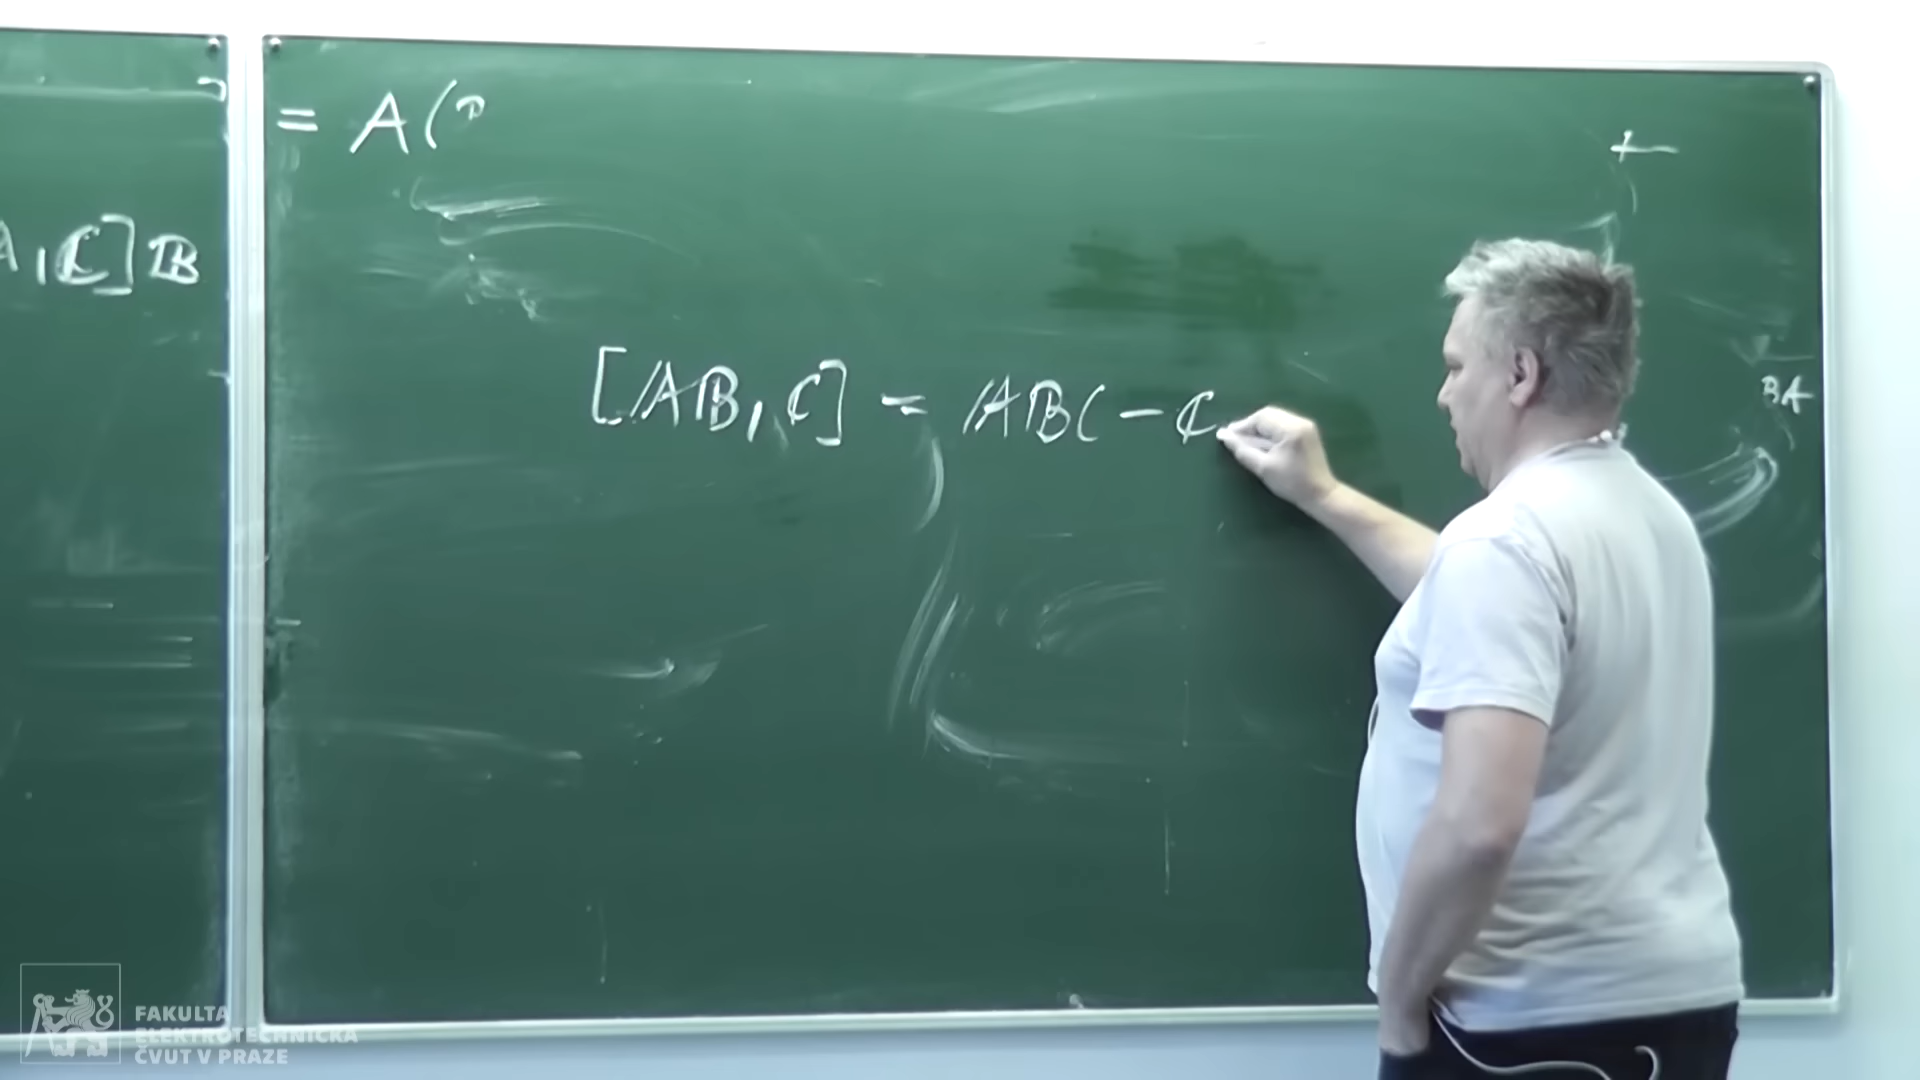 = A(
A,C]B
[AB,C] = ABC - C
BA
FAKULTA
ELEKTROTECHNICKÁ
ČVUT V PRAZE